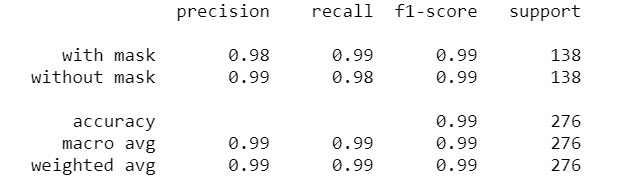 precision recall f1-score support
with mask 0.98 0.99 0.99 138
without mask 0.99 0.98 0.99 138
accuracy 0.99 276
macro avg 0.99 0.99 0.99 276
weighted avg 0.99 0.99 0.99 276